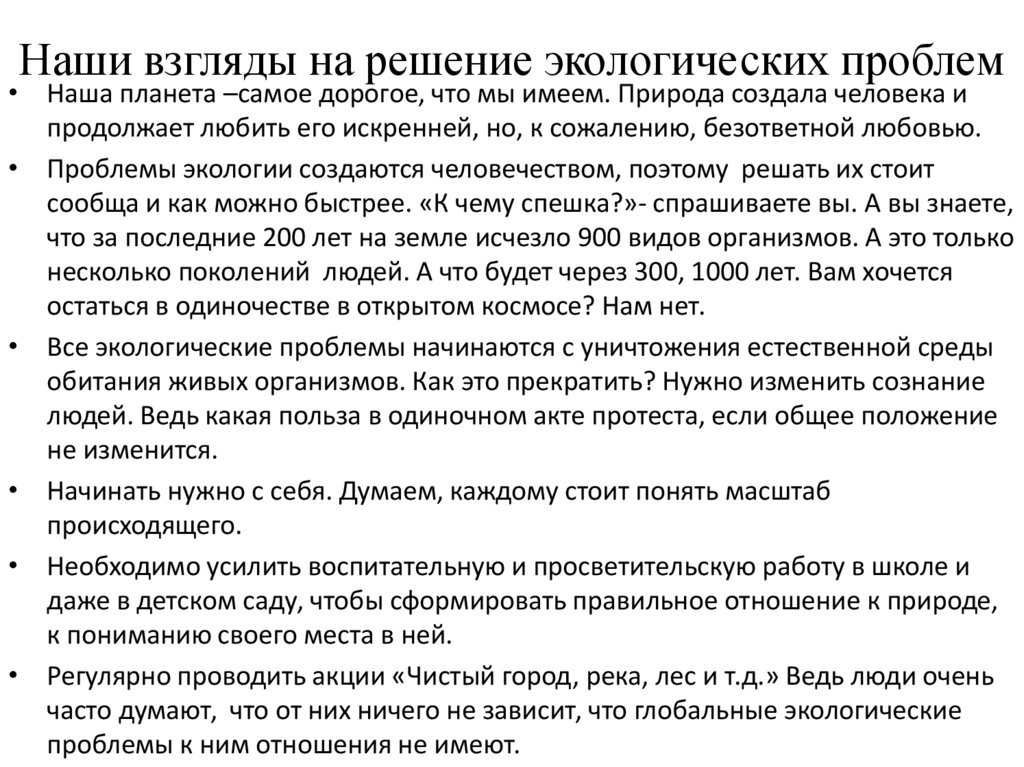 Наши взгляды на решение экологических проблем
• Наша планета –самое дорогое, что мы имеем. Природа создала человека и
продолжает любить его искренней, но, к сожалению, безответной любовью.
• Проблемы экологии создаются человечеством, поэтому  решать их стоит
сообща и как можно быстрее. «К чему спешка?»- спрашиваете вы. А вы знаете,
что за последние 200 лет на земле исчезло 900 видов организмов. А это только
несколько поколений  людей. А что будет через 300, 1000 лет. Вам хочется
остаться в одиночестве в открытом космосе? Нам нет.
• Все экологические проблемы начинаются с уничтожения естественной среды
обитания живых организмов. Как это прекратить? Нужно изменить сознание
людей. Ведь какая польза в одиночном акте протеста, если общее положение
не изменится.
• Начинать нужно с себя. Думаем, каждому стоит понять масштаб
происходящего.
• Необходимо усилить воспитательную и просветительскую работу в школе и
даже в детском саду, чтобы сформировать правильное отношение к природе,
к пониманию своего места в ней.
• Регулярно проводить акции «Чистый город, река, лес и т.д.» Ведь люди очень
часто думают,  что от них ничего не зависит, что глобальные экологические
проблемы к ним отношения не имеют.